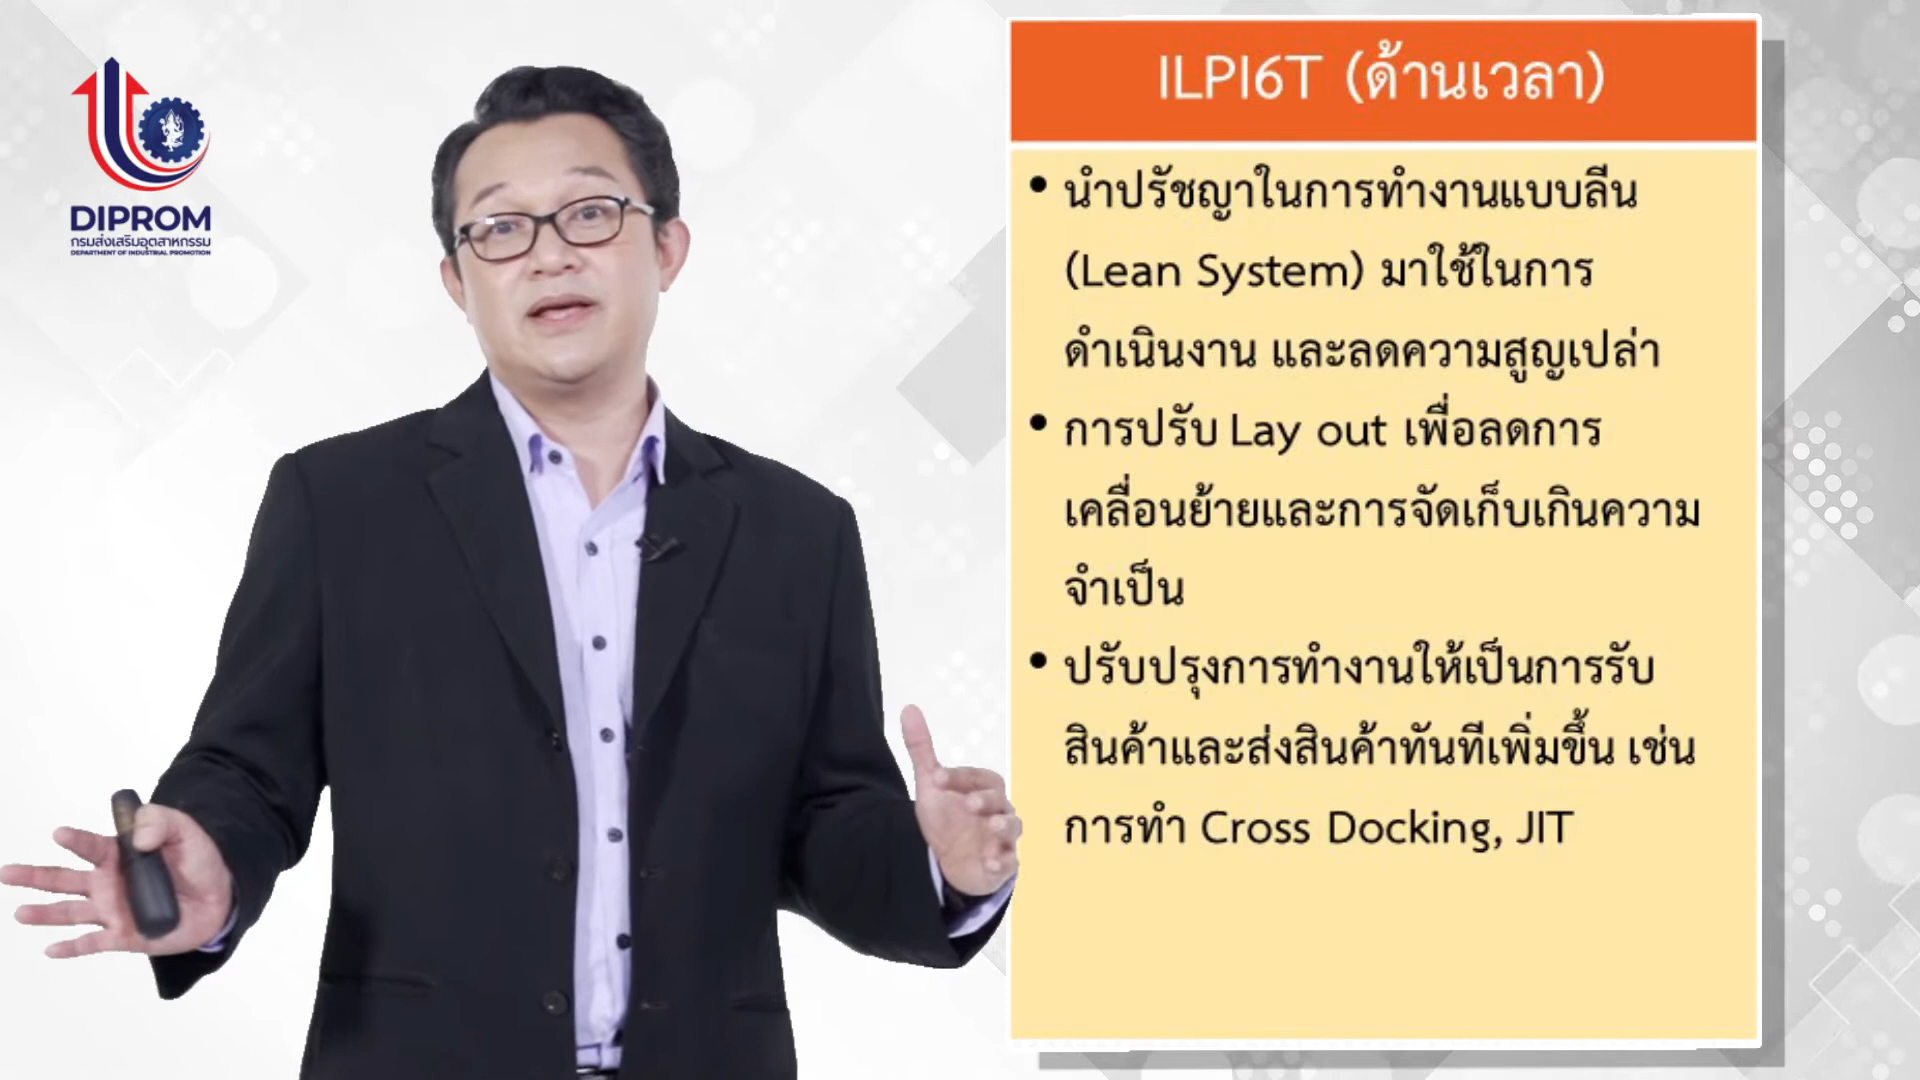 DIPROM
กรมส่งเสริมอุตสาหกรรม
DEPARTMENT OF INDUSTRIAL PROMOTION
ILPI6T (ด้านเวลา)
• นำปรัชญาในการทำงานแบบลีน
(Lean System) มาใช้ในการ
ดำเนินงาน และลดความสูญเปล่า
• การปรับ Lay out เพื่อลดการ
เคลื่อนย้ายและการจัดเก็บเกินความ
จำเป็น
• ปรับปรุงการทำงานให้เป็นการรับ
สินค้าและส่งสินค้าทันทีเพิ่มขึ้น เช่น
การทำ Cross Docking, JIT